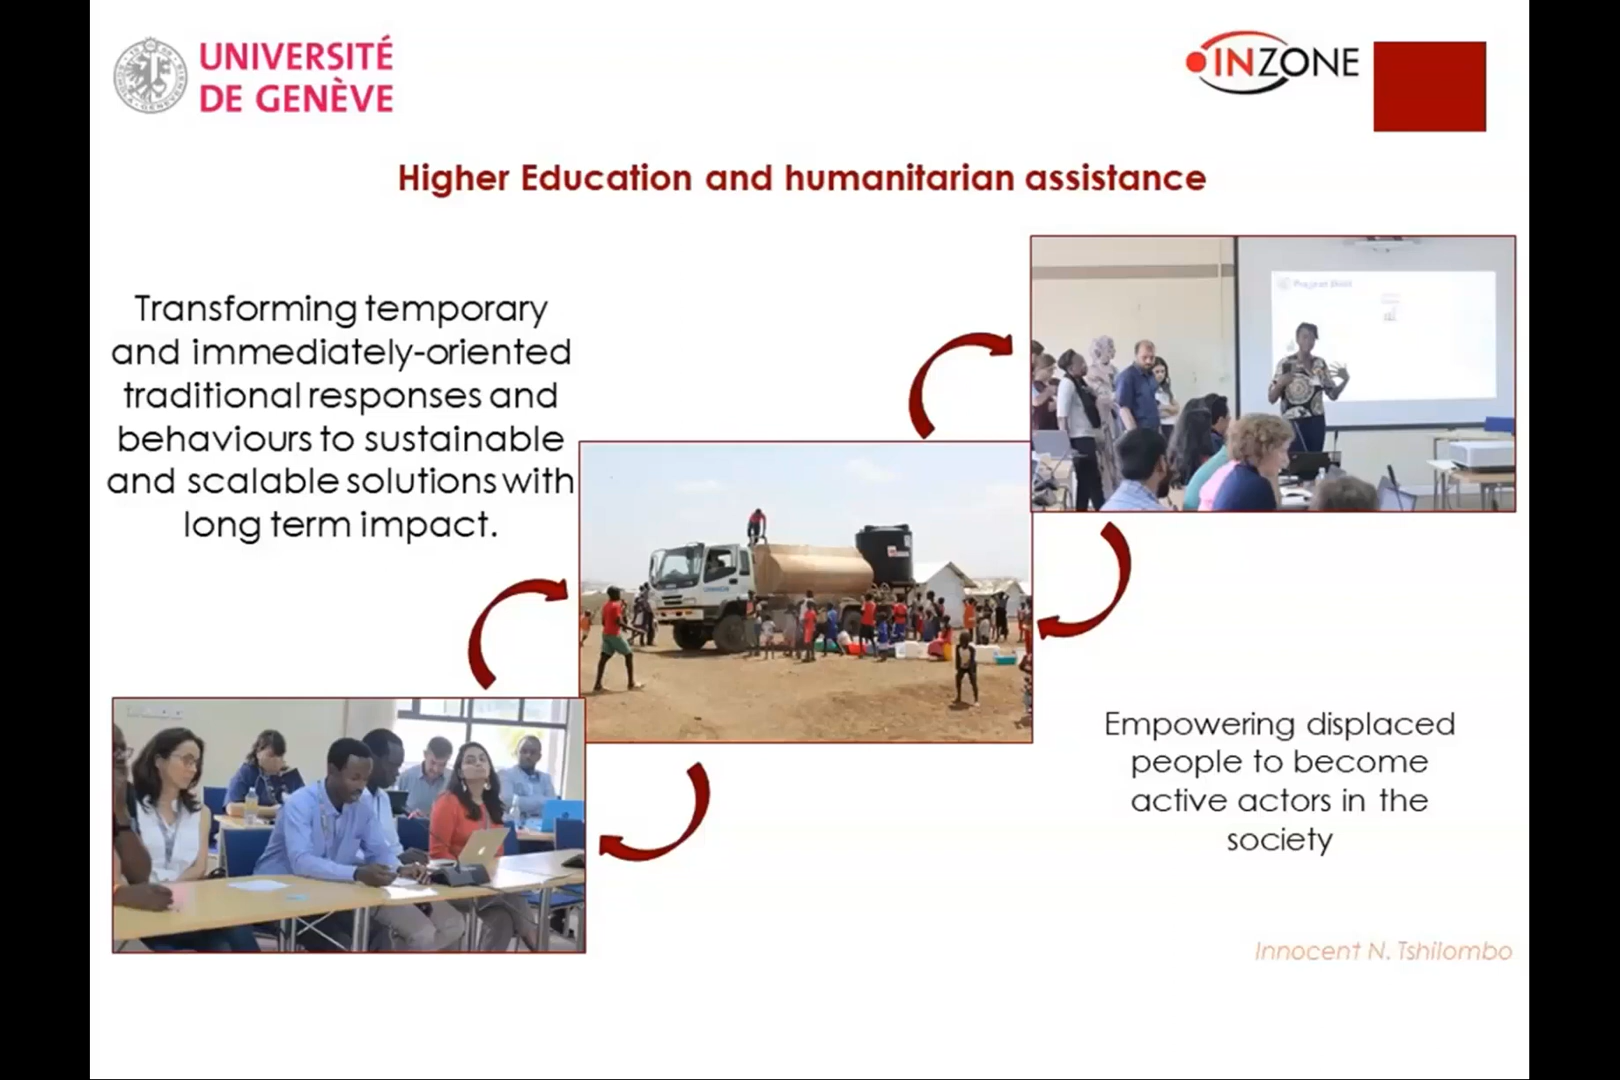 UNIVERSITÉ
DE GENÈVE
INZONE
Higher Education and humanitarian assistance
Transforming temporary
and immediately-oriented
traditional responses and
behaviours to sustainable
and scalable solutions with
long term impact.
Empowering displaced
people to become
active actors in the
society
Innocent N. Tshilombo